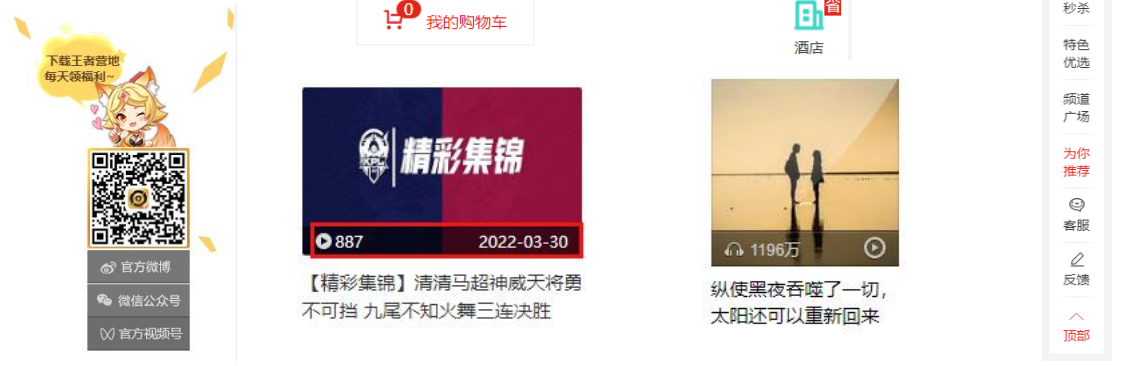 下载王者营地
每天领福利~
官方微博
微信公众号
官方视频号
0
我的购物车
KPL
精彩集锦
887
2022-03-30
【精彩集锦】清清马超神威天将勇
不可挡 九尾不知火舞三连决胜
省
酒店
1196万
纵使黑夜吞噬了一切，
太阳还可以重新回来
秒杀
特色
优选
频道
广场
为你
推荐
客服
反馈
顶部